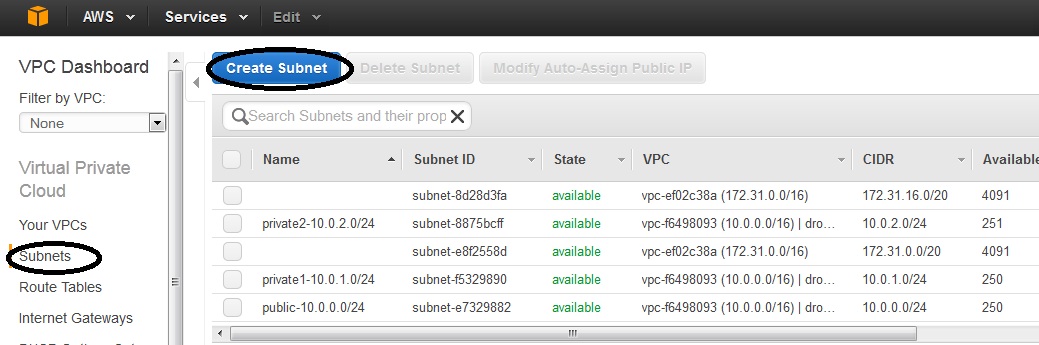 AWS Services Edit
VPC Dashboard
Filter by VPC:
None
Virtual Private
Cloud
Your VPCs
Subnets
Route Tables
Internet Gateways
Create Subnet Delete Subnet Modify Auto-Assign Public IP
Search Subnets and their prop
Name Subnet ID State VPC CIDR Available
subnet-8d28d3fa available vpc-ef02c38a (172.31.0.0/16) 172.31.16.0/20 4091
private2-10.0.2.0/24 subnet-8875bcff available vpc-f6498093 (10.0.0.0/16) | dro... 10.0.2.0/24 251
subnet-e8f2558d available vpc-ef02c38a (172.31.0.0/16) 172.31.0.0/20 4091
private1-10.0.1.0/24 subnet-f5329890 available vpc-f6498093 (10.0.0.0/16) | dro... 10.0.1.0/24 250
public-10.0.0.0/24 subnet-e7329882 available vpc-f6498093 (10.0.0.0/16) | dro... 10.0.0.0/24 250